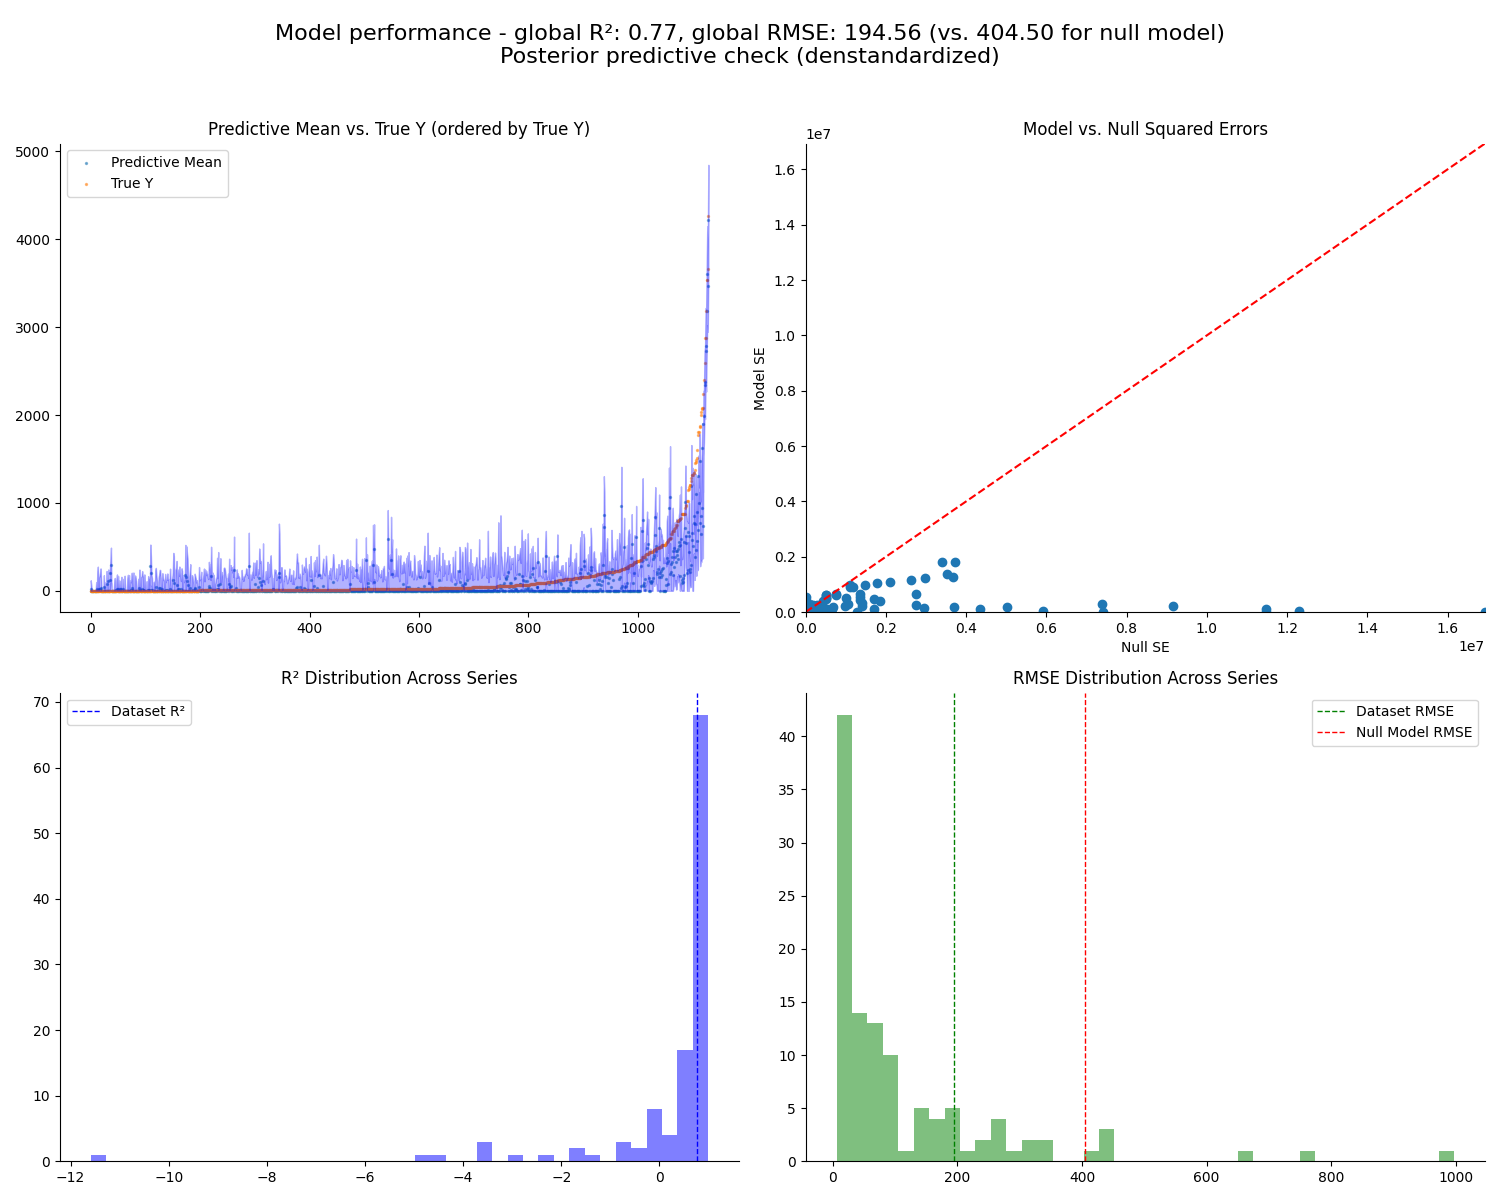 Model performance - global R²: 0.77, global RMSE: 194.56 (vs. 404.50 for null model)
Posterior predictive check (denstandardized)
Predictive Mean vs. True Y (ordered by True Y)
Predictive Mean
True Y
5000
4000
3000
2000
1000
0
0 200 400 600 800 1000
Model vs. Null Squared Errors
1e7
1.6
1.4
1.2
1.0
0.8
0.6
0.4
0.2
0.0
Model SE
0.0 0.2 0.4 0.6 0.8 1.0 1.2 1.4 1.6
Null SE
1e7
R² Distribution Across Series
Dataset R²
70
60
50
40
30
20
10
0
−12 −10 −8 −6 −4 −2 0
RMSE Distribution Across Series
Dataset RMSE
Null Model RMSE
40
35
30
25
20
15
10
5
0
0 200 400 600 800 1000